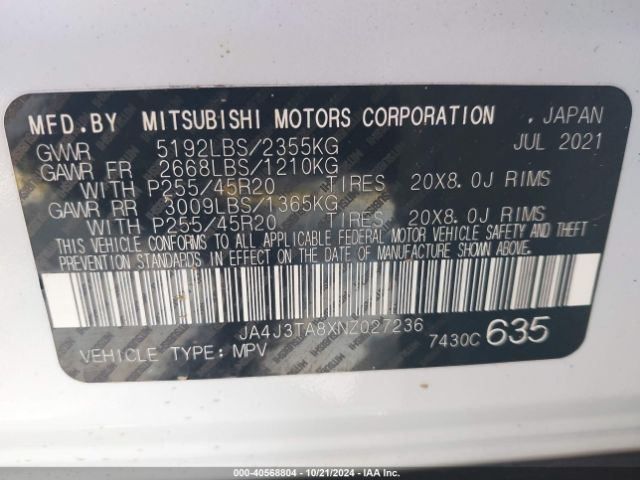 MFD.BY MITSUBISHI MOTORS CORPORATION . JAPAN
GVWR 5192LBS/2355KG JUL 2021
GAWR FR 2668LBS/1210KG
WITH P255/45R20 TIRES 20X8.0J RIMS
GAWR RR 3009LBS/1365KG
WITH P255/45R20 TIRES 20X8.0J RIMS
THIS VEHICLE CONFORMS TO ALL APPLICABLE FEDERAL MOTOR VEHICLE SAFETY AND THEFT
PREVENTION STANDARDS IN EFFECT ON THE DATE OF MANUFACTURE SHOWN ABOVE.
JA4J3TA8XNZ027236
VEHICLE TYPE: MPV 7430C 635
000-40568804 | 10/21/2024 | IAA Inc.